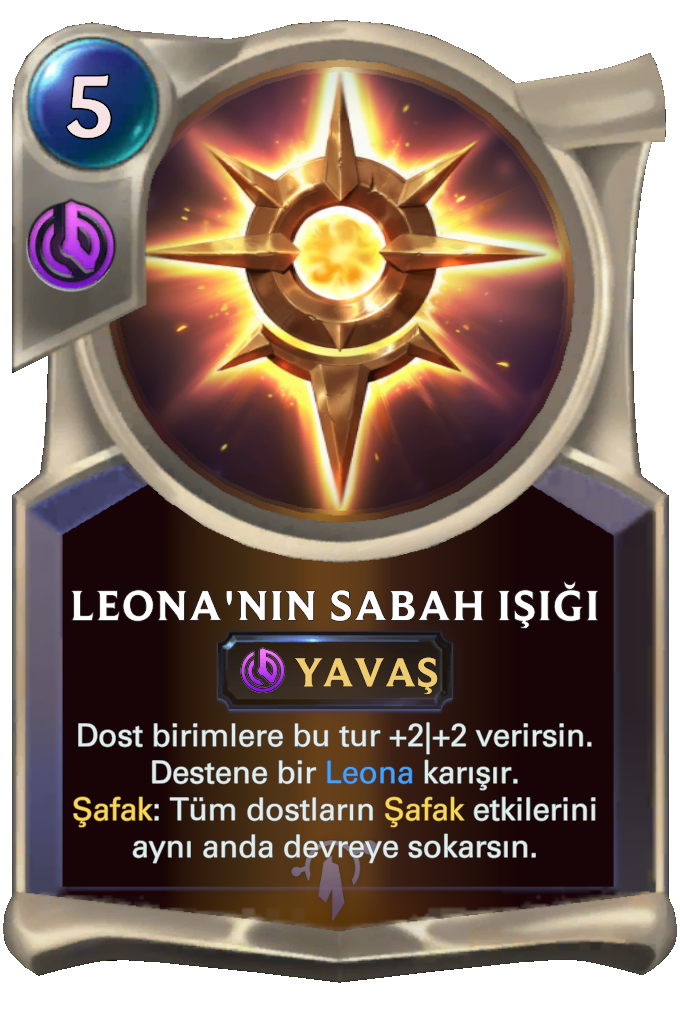 5
LEONA'NIN SABAH IŞIĞI
YAVAŞ
Dost birimlere bu tur +2|+2 verirsin.
Destene bir Leona karışır.
Şafak: Tüm dostların Şafak etkilerini
aynı anda devreye sokarsın.